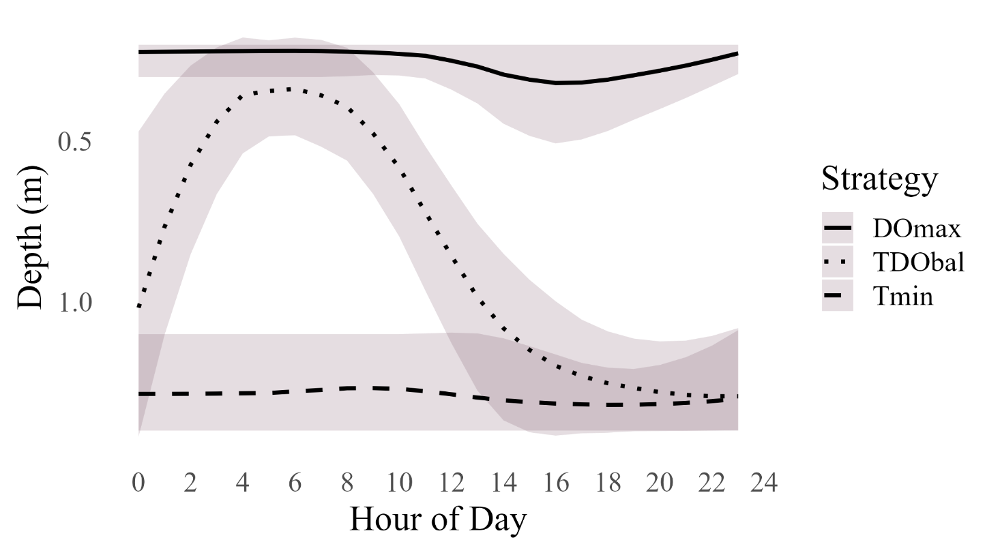 0.5
1.0
Depth (m)
0 2 4 6 8 10 12 14 16 18 20 22 24
Hour of Day
Strategy
DOmax
TDObal
Tmin